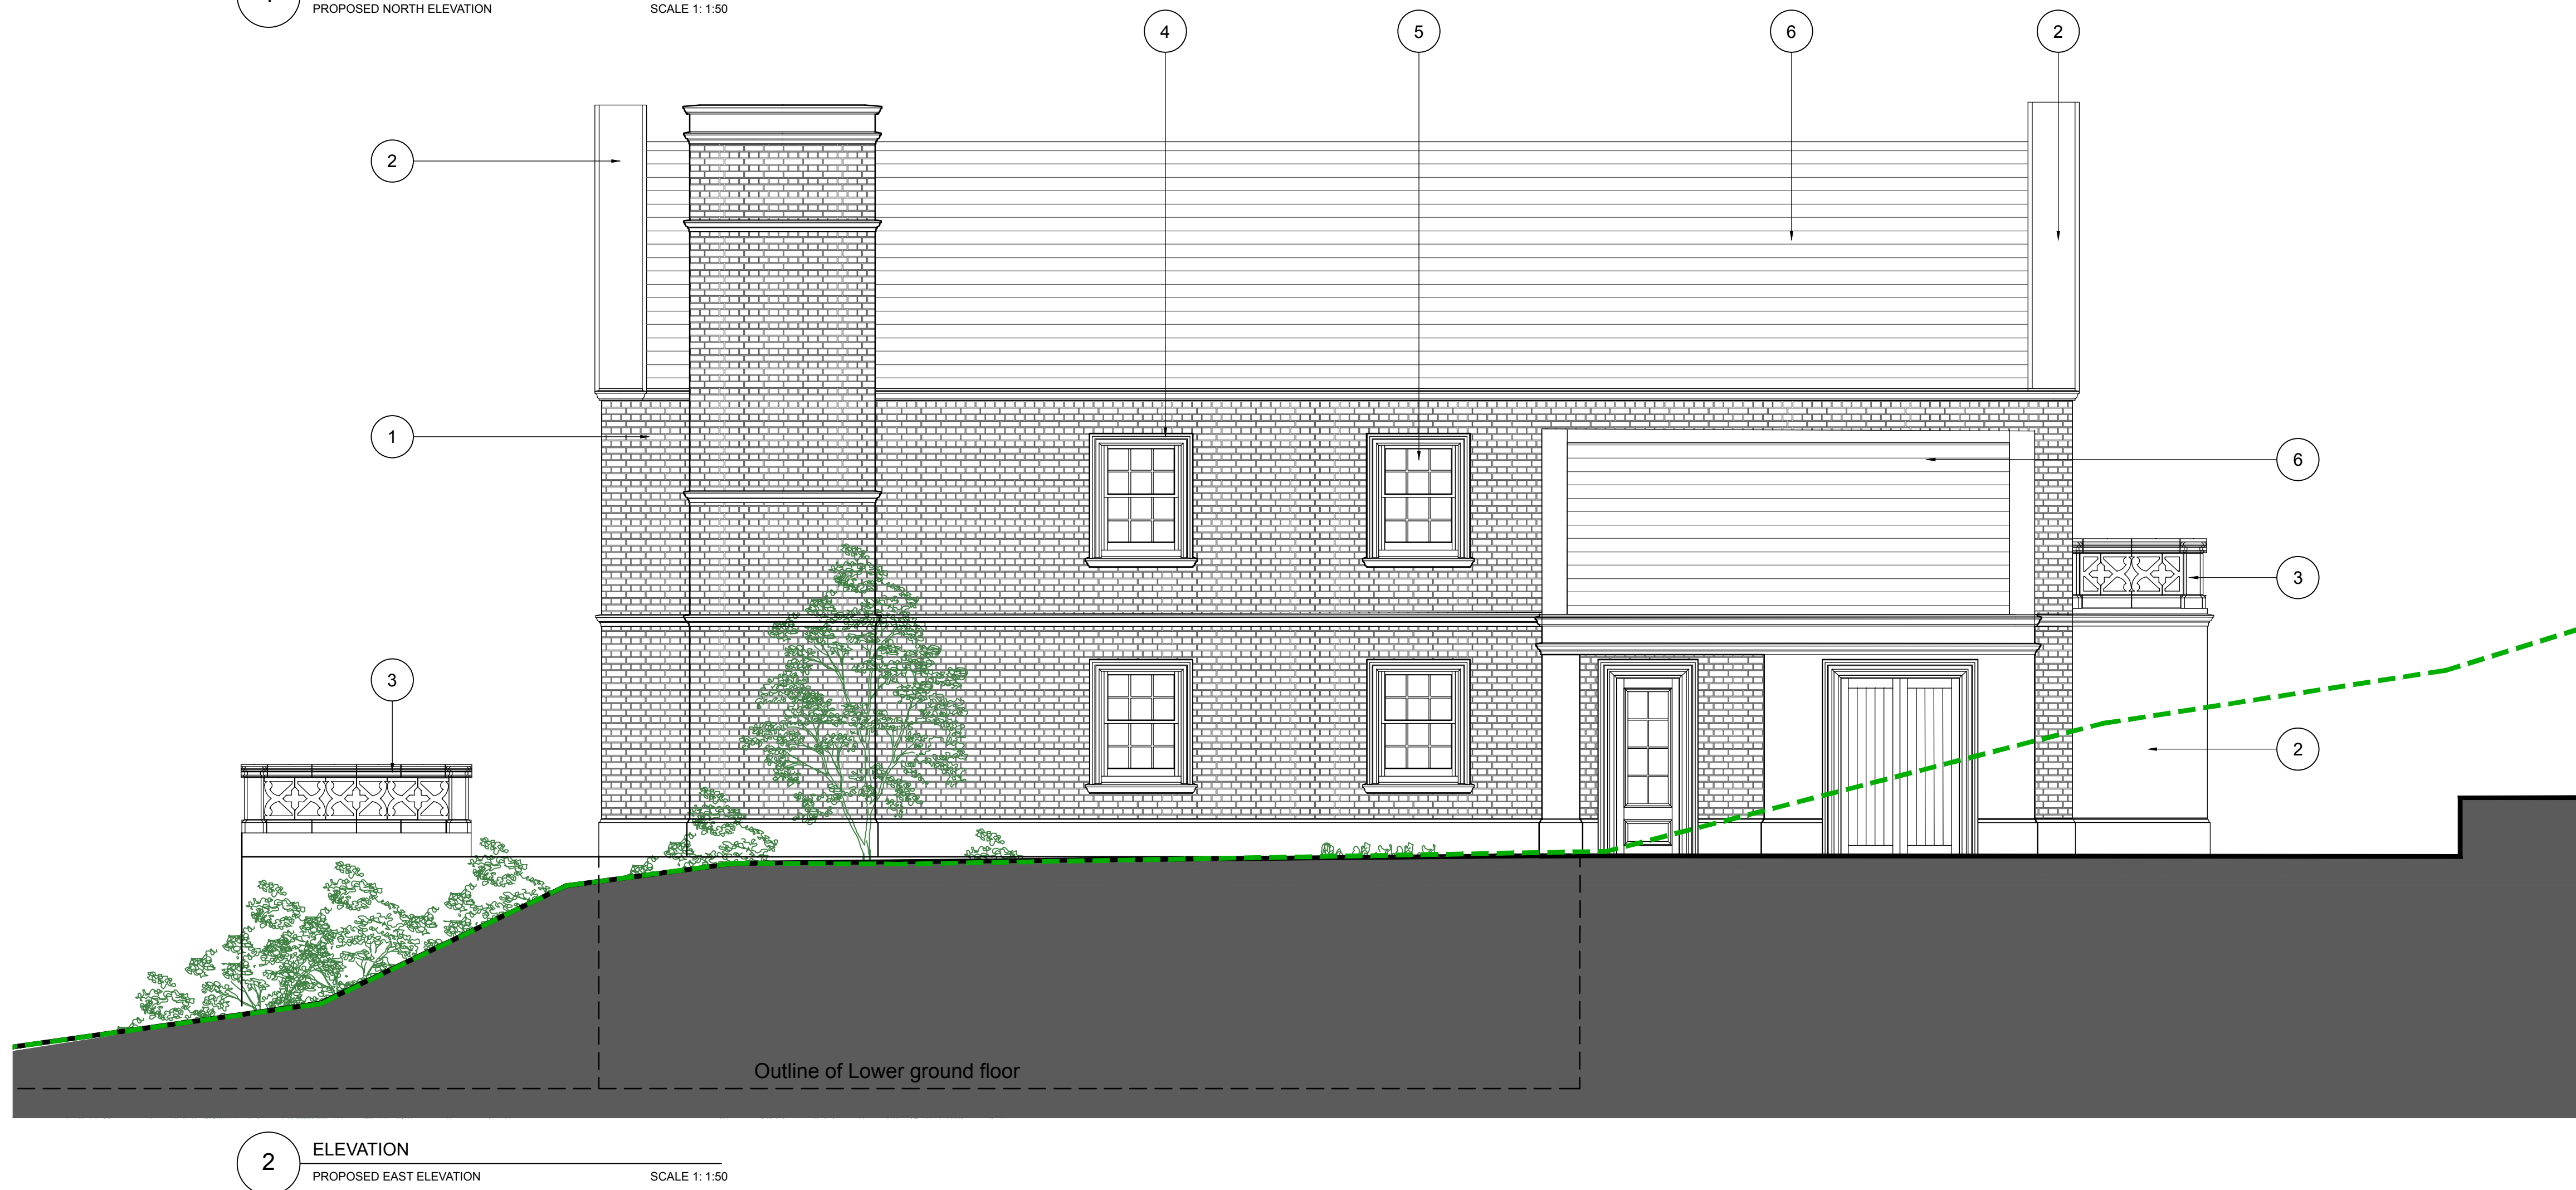 PROPOSED NORTH ELEVATION SCALE 1: 1:50
4 5 6 2
2
1
6
3
3
2
Outline of Lower ground floor
2 ELEVATION
PROPOSED EAST ELEVATION SCALE 1: 1:50